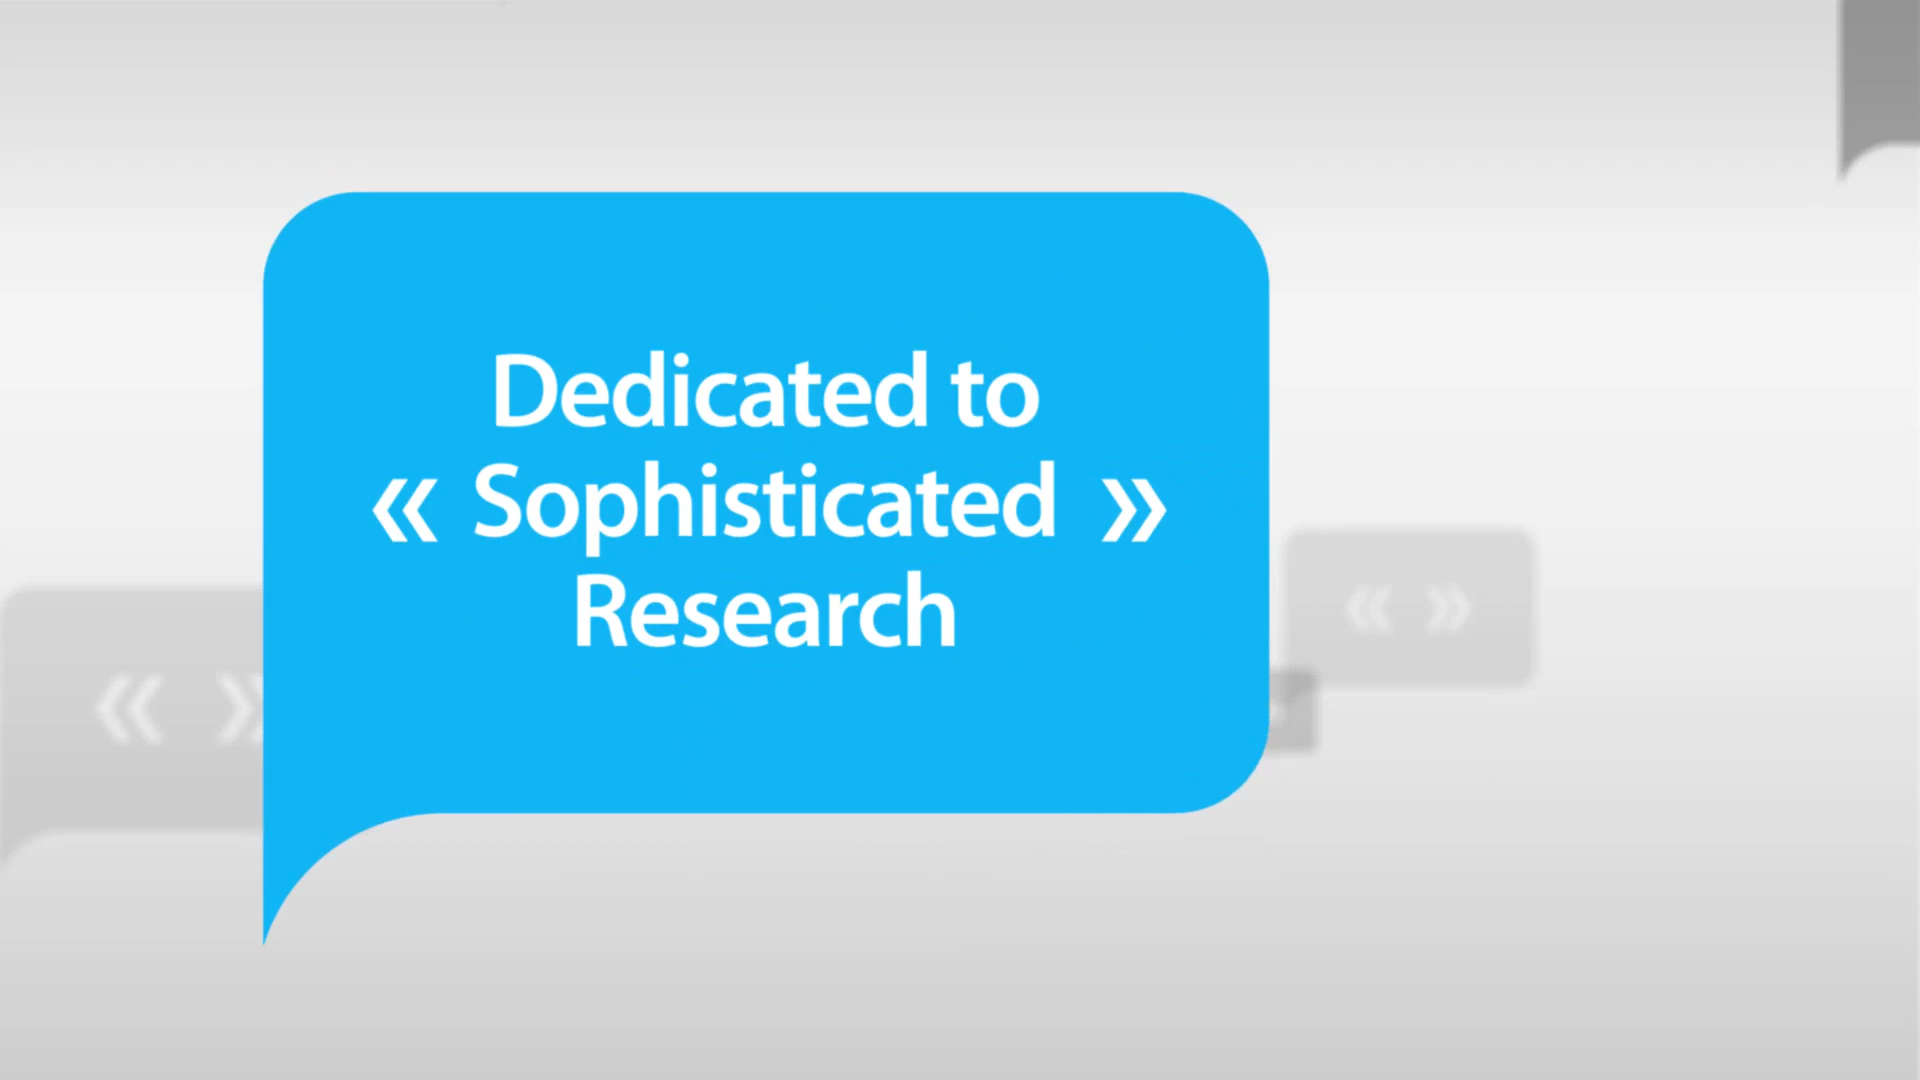 Dedicated to
« Sophisticated »
Research
« »
« »